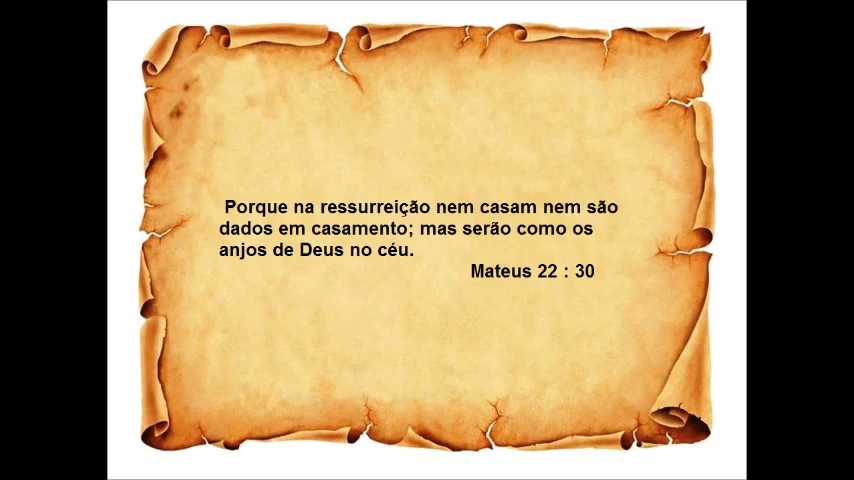 Porque na ressurreição nem casam nem são
dados em casamento; mas serão como os
anjos de Deus no céu.
Mateus 22 : 30